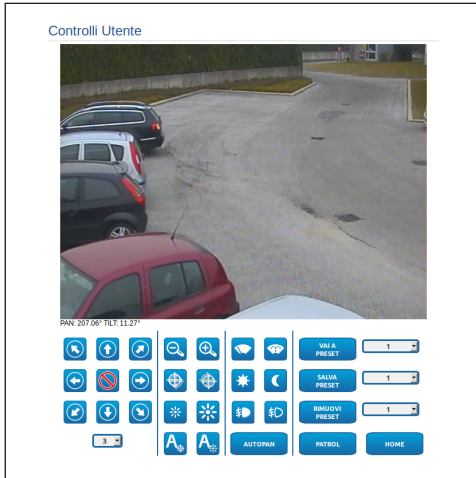 Controlli Utente
PAN: 207.06° TILT: 11.27°
VAI A
PRESET
1
SALVA
PRESET
1
RIMUOVI
PRESET
1
3
A
A
AUTOPAN
PATROL
HOME